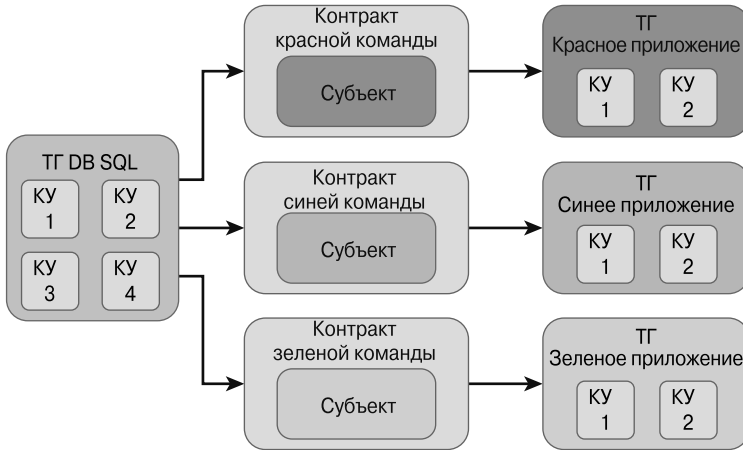 ТГ DB SQL
КУ
1
КУ
2
КУ
3
КУ
4
Контракт
красной команды
Субъект
ТГ
Красное приложение
КУ
1
КУ
2
Контракт
синей команды
Субъект
ТГ
Синее приложение
КУ
1
КУ
2
Контракт
зеленой команды
Субъект
ТГ
Зеленое приложение
КУ
1
КУ
2